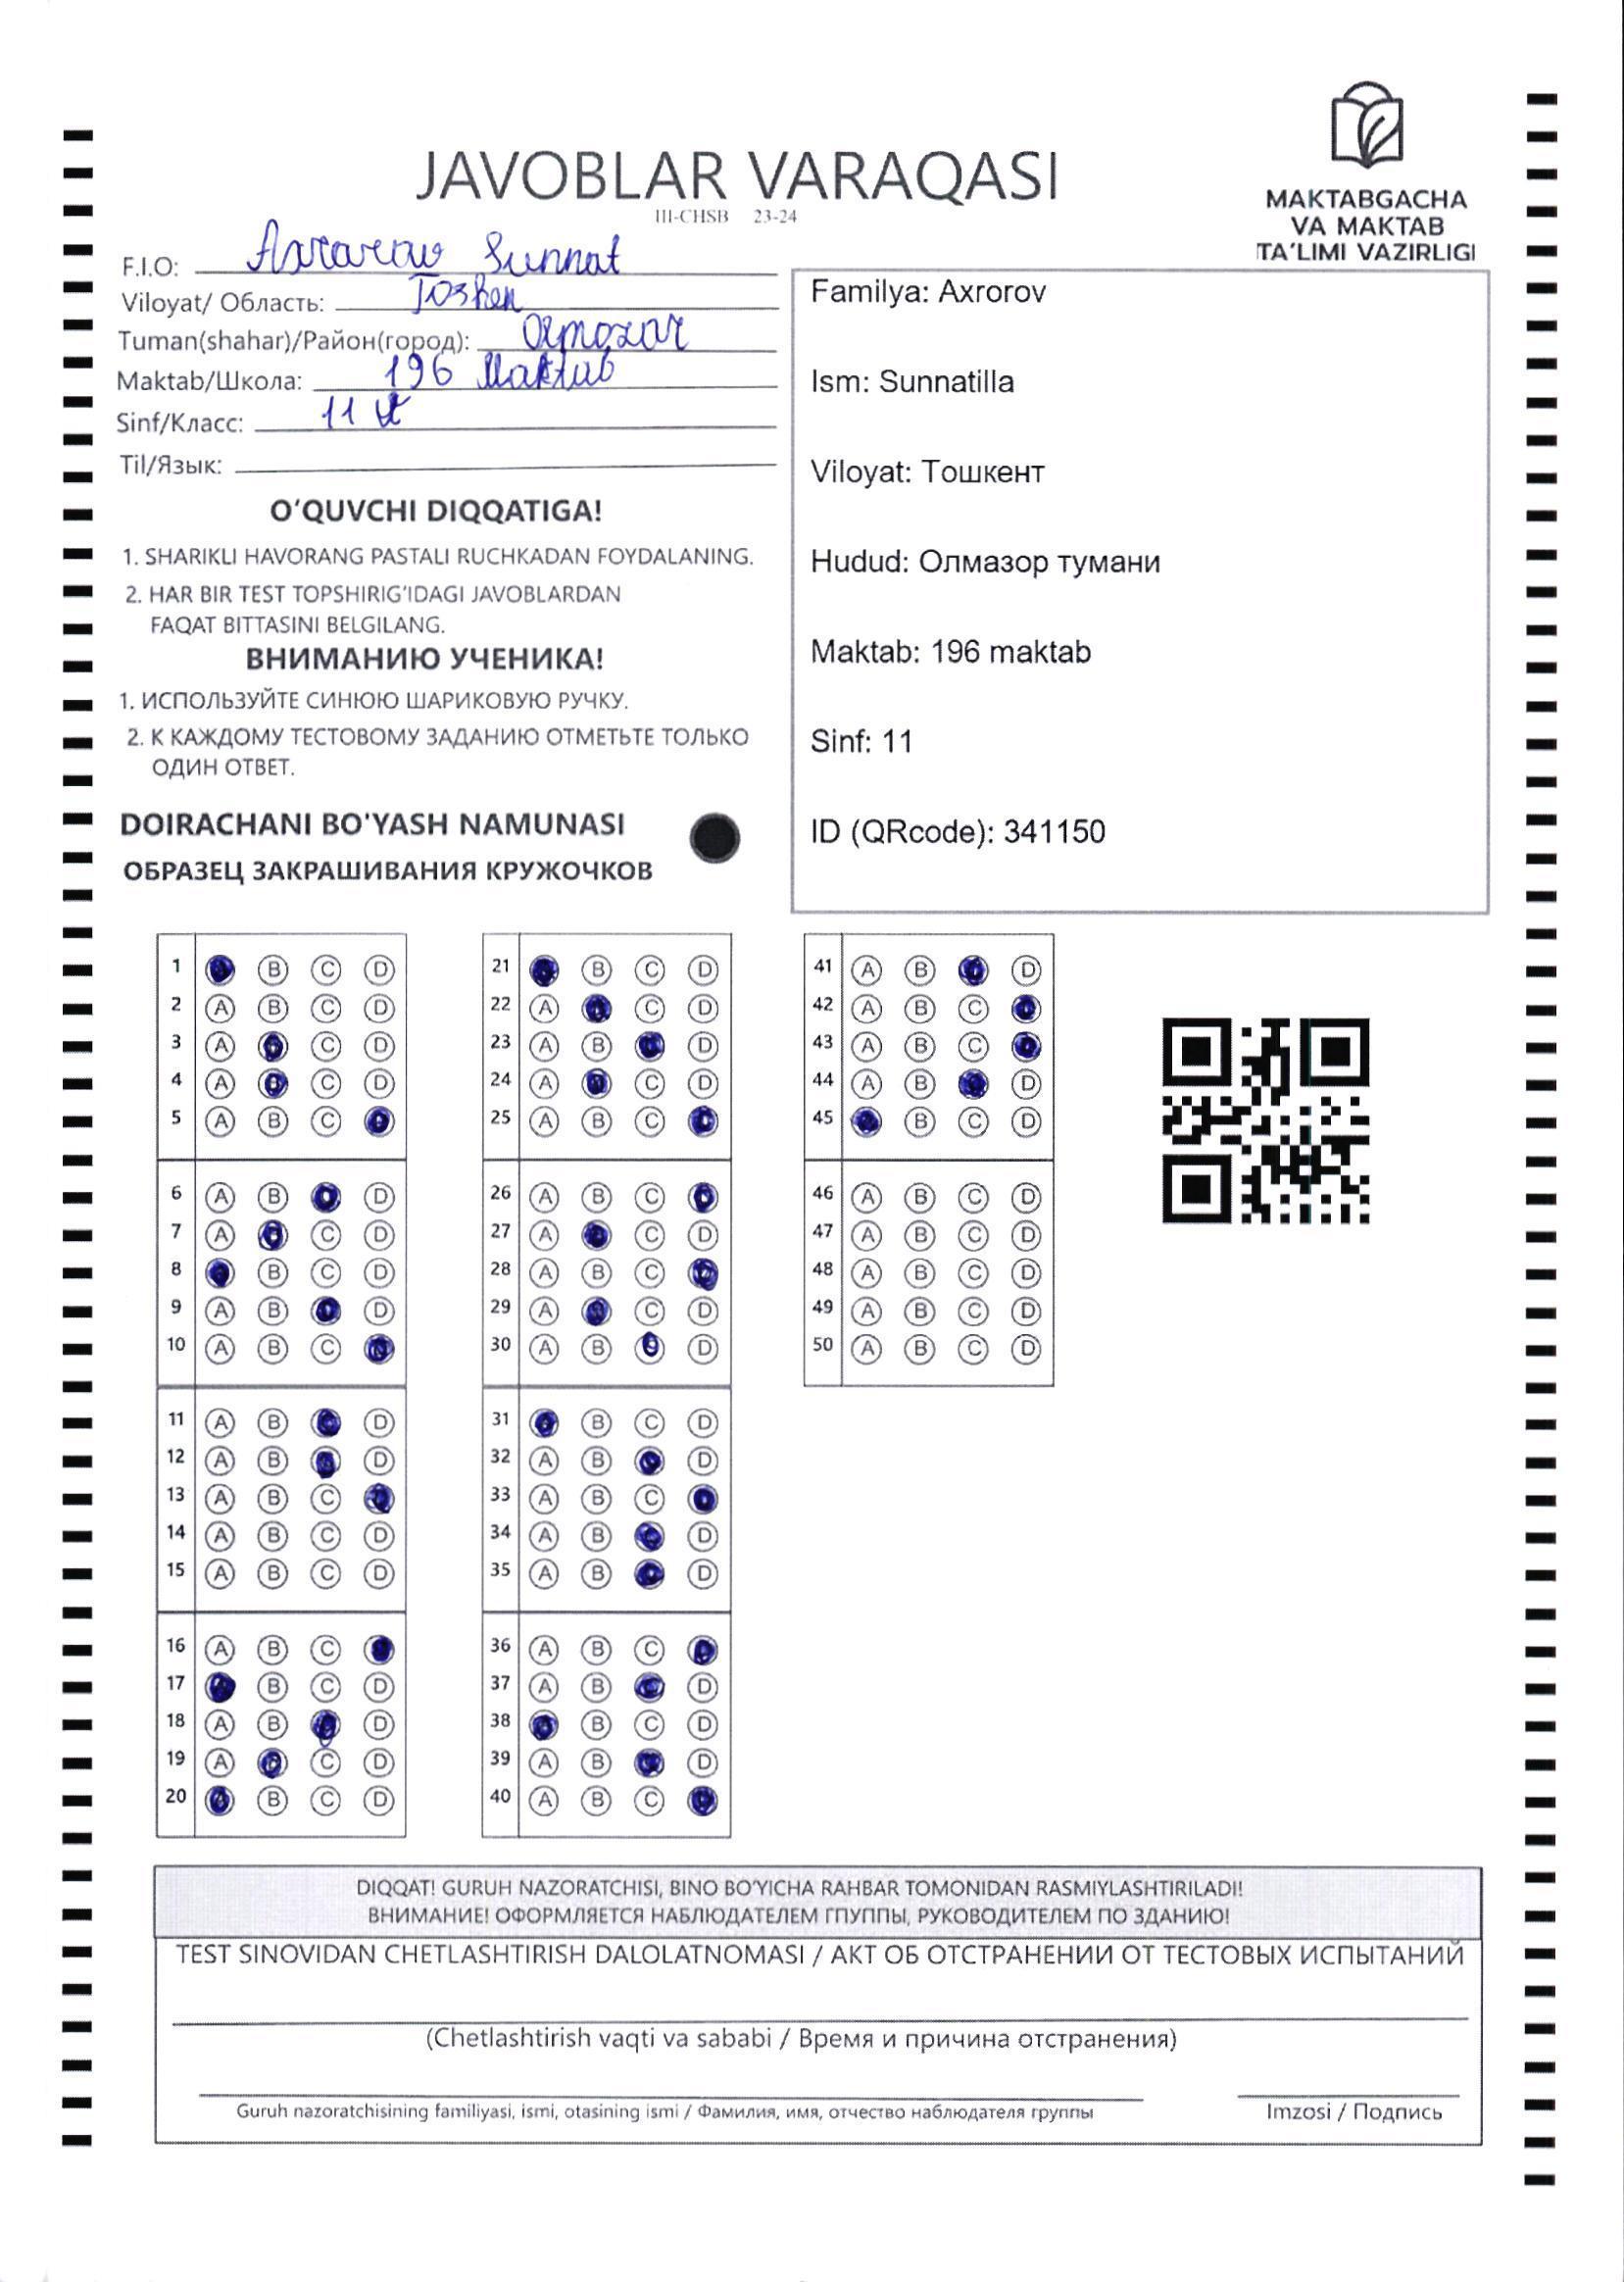 JAVOBLAR VARAQASI
III-CHSB 23-24
MAKTABGACHA
VA MAKTAB
TA'LIMI VAZIRLIGI
F.I.O: Axrarov Sunnat
Viloyat/ Область: Toshken
Tuman(shahar)/Район(город): Olmozar
Maktab/Школа: 196 Maktab
Sinf/Класс: 11
Til/Язык:
O'QUVCHI DIQQATIGA!
1. SHARIKLI HAVORANG PASTALI RUCHKADAN FOYDALANING.
2. HAR BIR TEST TOPSHIRIG'IDAGI JAVOBLARDAN
FAQAT BITTASINI BELGILANG.
ВНИМАНИЮ УЧЕНИКА!
1. ИСПОЛЬЗУЙТЕ СИНЮЮ ШАРИКОВУЮ РУЧКУ.
2. К КАЖДОМУ ТЕСТОВОМУ ЗАДАНИЮ ОТМЕТЬТЕ ТОЛЬКО
ОДИН ОТВЕТ.
DOIRACHANI BO'YASH NAMUNASI
ОБРАЗЕЦ ЗАКРАШИВАНИЯ КРУЖОЧКОВ
Familya: Axrorov
Ism: Sunnatilla
Viloyat: Тошкент
Hudud: Олмазор тумани
Maktab: 196 maktab
Sinf: 11
ID (QRcode): 341150
1 B C D
2 A B C D
3 A C D
4 A C D
5 A B C
6 A B D
7 A C D
8 B C D
9 A B D
10 A B C
11 A B D
12 A B D
13 A B C
14 A B C D
15 A B C D
16 A B C
17 B C D
18 A B D
19 A C D
20 B C D
21 B C D
22 A C D
23 A B D
24 A C D
25 A B C
26 A B C
27 A C D
28 A B C
29 A C D
30 A B D
31 B C D
32 A B D
33 A B C
34 A B D
35 A B D
36 A B C
37 A B D
38 B C D
39 A B D
40 A B C
41 A B D
42 A B C
43 A B C
44 A B D
45 B C D
46 A B C D
47 A B C D
48 A B C D
49 A B C D
50 A B C D
DIQQAT! GURUH NAZORATCHISI, BINO BO'YICHA RAHBAR TOMONIDAN RASMIYLASHTIRILADI!
ВНИМАНИЕ! ОФОРМЛЯЕТСЯ НАБЛЮДАТЕЛЕМ ГПУППЫ, РУКОВОДИТЕЛЕМ ПО ЗДАНИЮ!
TEST SINOVIDAN CHETLASHTIRISH DALOLATNOMASI / АКТ ОБ ОТСТРАНЕНИИ ОТ ТЕСТОВЫХ ИСПЫТАНИЙ
(Chetlashtirish vaqti va sababi / Время и причина отстранения)
Guruh nazoratchisining familiyasi, ismi, otasining ismi / Фамилия, имя, отчество наблюдателя группы
Imzosi / Подпись